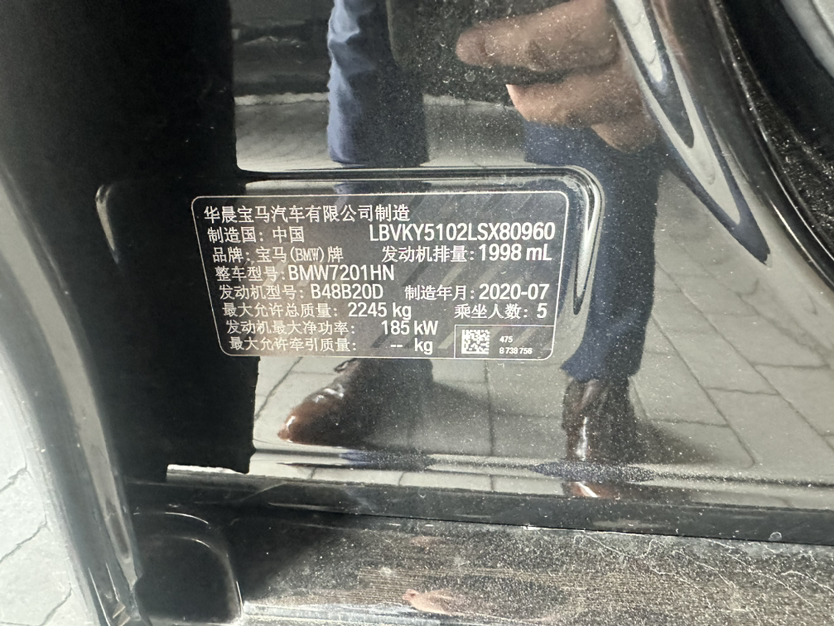 华晨宝马汽车有限公司制造
制造国: 中国 LBVKY5102LSX80960
品牌: 宝马(BMW)牌 发动机排量: 1998 mL
整车型号: BMW7201HN
发动机型号: B48B20D 制造年月: 2020-07
最大允许总质量: 2245 kg 乘坐人数: 5
发动机最大净功率: 185 kW
最大允许牵引质量: -- kg
475
8 738 756